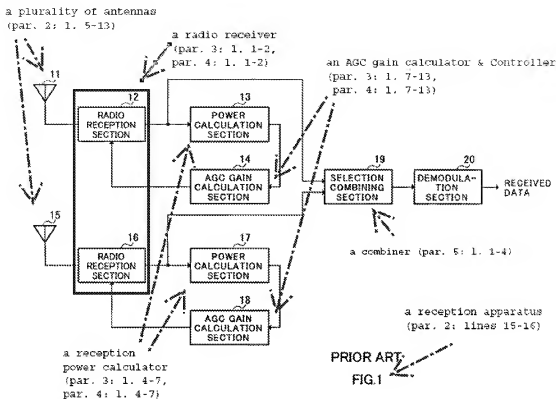 a plurality of antennas
(par. 2: l. 5-13)
a radio receiver
(par. 3: l. 1-2,
par. 4: l. 1-2)
an AGC gain calculator & Controller
(par. 3: l. 7-13,
par. 4: l. 7-13)
11
12
RADIO
RECEPTION
SECTION
13
POWER
CALCULATION
SECTION
14
AGC GAIN
CALCULATION
SECTION
19
SELECTION
COMBINING
SECTION
20
DEMODULA-
TION
SECTION
RECEIVED
DATA
15
16
RADIO
RECEPTION
SECTION
17
POWER
CALCULATION
SECTION
18
AGC GAIN
CALCULATION
SECTION
a combiner (par. 5: l. 1-4)
a reception apparatus
(par. 2: lines 15-16)
a reception
power calculator
(par. 3: l. 4-7,
par. 4: l. 4-7)
PRIOR ART
FIG.1